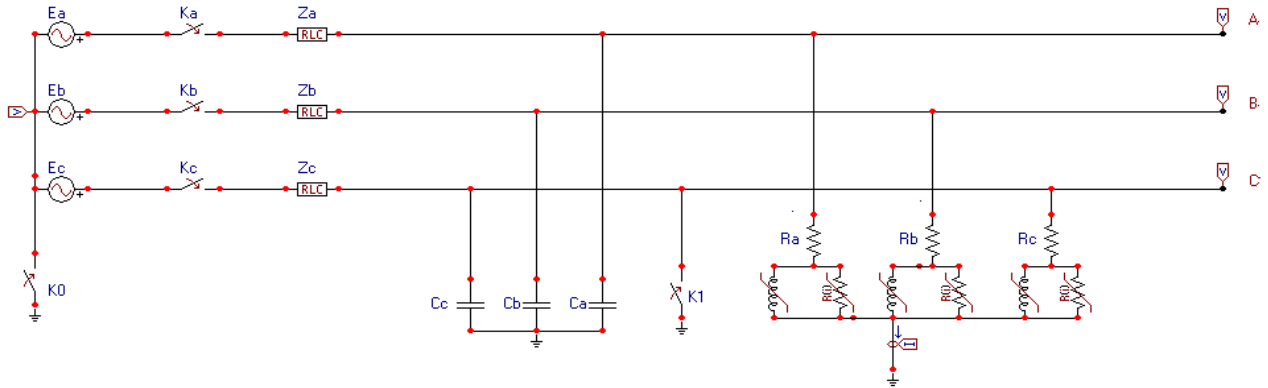 Ea Ka Za
RLC
V A
Eb Kb Zb
V RLC
V B
Ec Kc Zc
RLC
V C
Ra Rb Rc
K0
Cc Cb Ca K1
R(i) R(i) R(i)
I